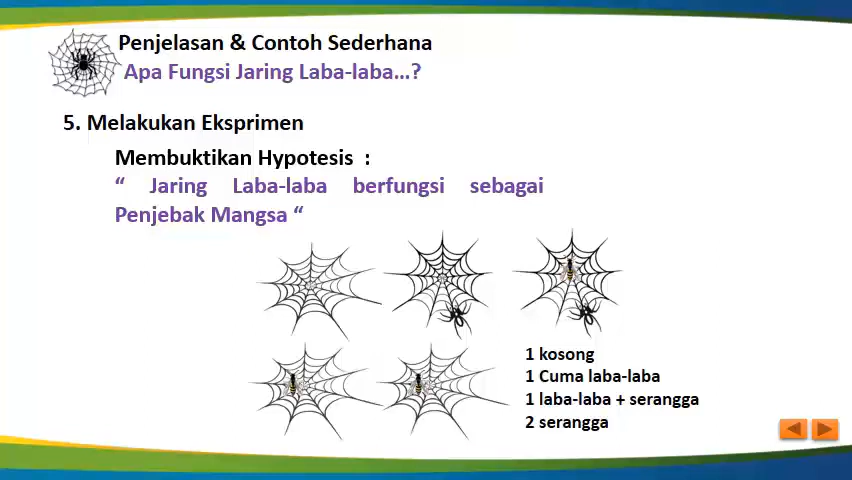 Penjelasan & Contoh Sederhana
Apa Fungsi Jaring Laba-laba...?
5. Melakukan Eksprimen
Membuktikan Hypotesis :
“ Jaring Laba-laba berfungsi sebagai
Penjebak Mangsa “
1 kosong
1 Cuma laba-laba
1 laba-laba + serangga
2 serangga